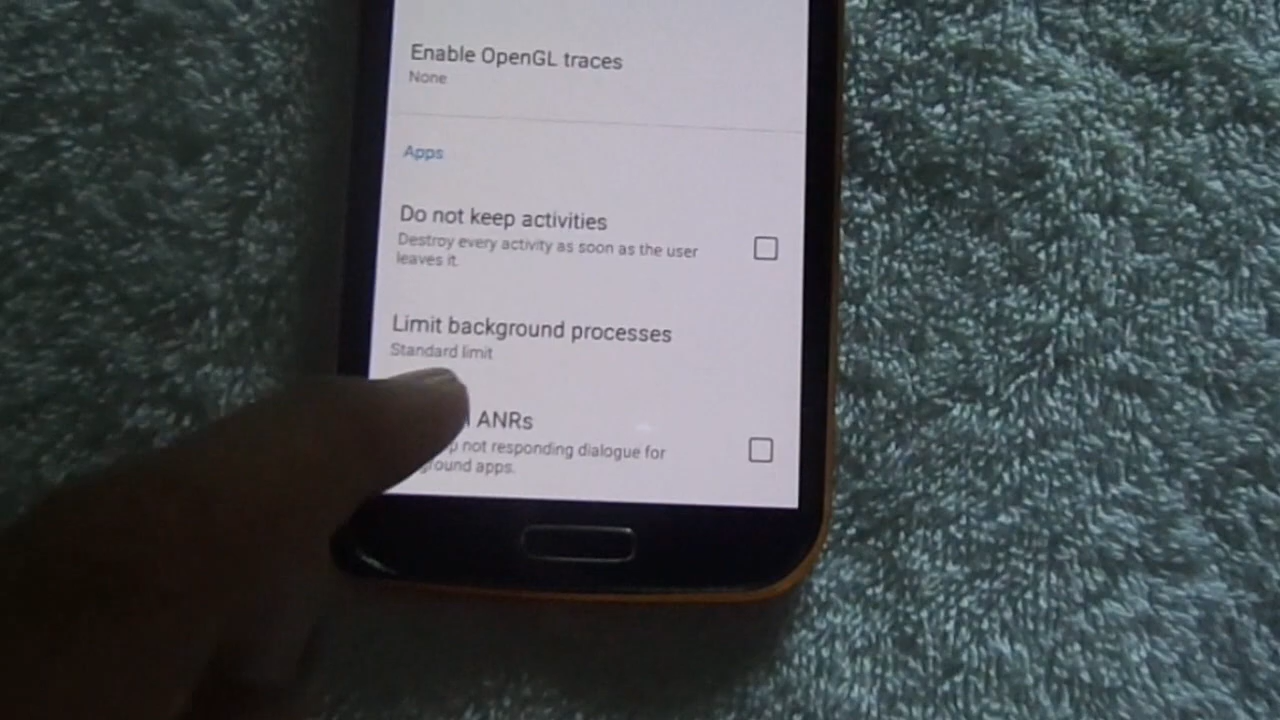 Enable OpenGL traces
None
Apps
Do not keep activities
Destroy every activity as soon as the user
leaves it.
Limit background processes
Standard limit
ANRs
not responding dialogue for
apps.